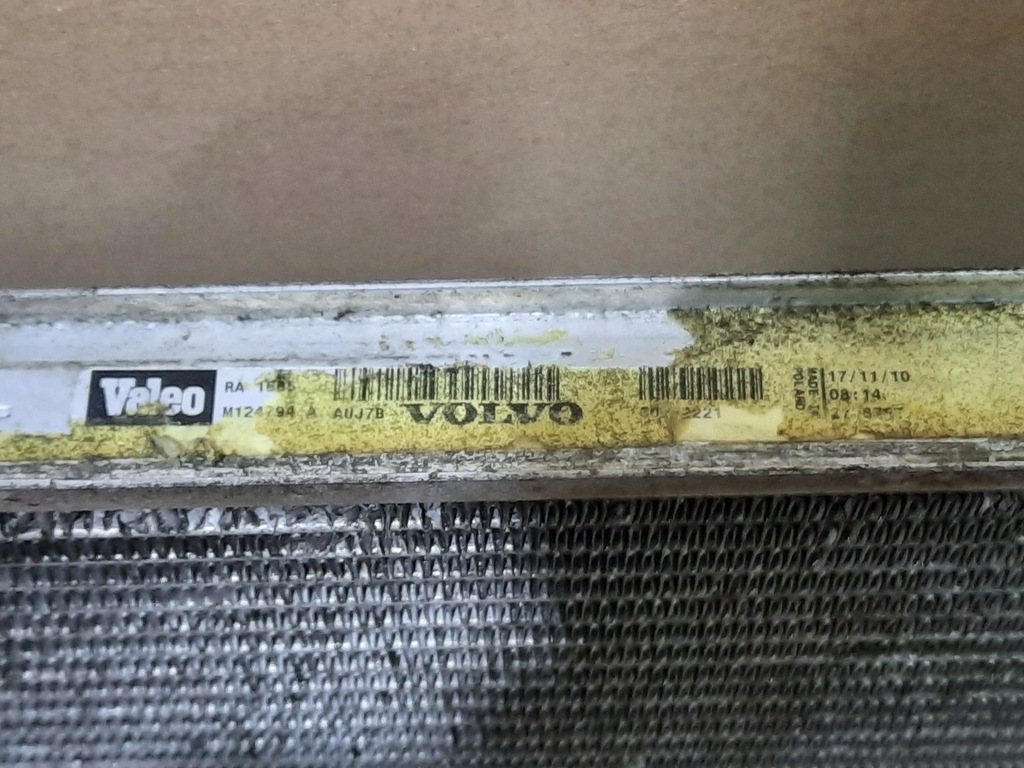 Valeo
RA
M124794 A AUJ7B VOLVO
MADE IN POLAND
17/11/10
08:14